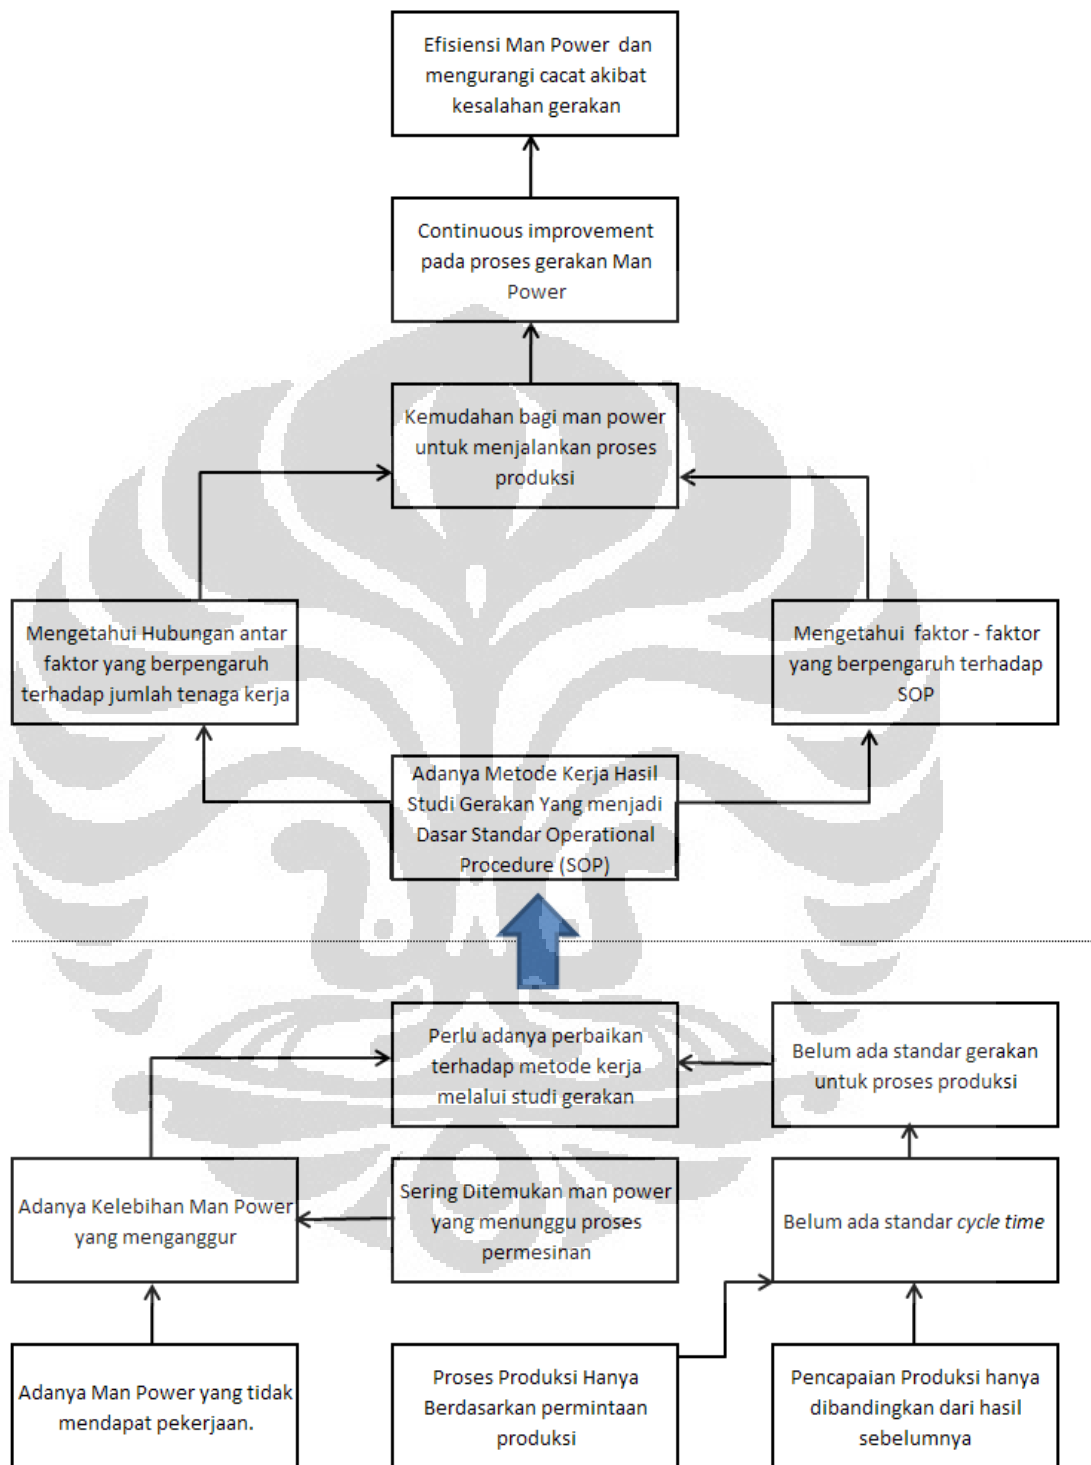 Efisiensi Man Power dan
mengurangi cacat akibat
kesalahan gerakan
Continuous improvement
pada proses gerakan Man
Power
Kemudahan bagi man power
untuk menjalankan proses
produksi
Mengetahui Hubungan antar
faktor yang berpengaruh
terhadap jumlah tenaga kerja
Mengetahui faktor - faktor
yang berpengaruh terhadap
SOP
Adanya Metode Kerja Hasil
Studi Gerakan Yang menjadi
Dasar Standar Operational
Procedure (SOP)
Perlu adanya perbaikan
terhadap metode kerja
melalui studi gerakan
Belum ada standar gerakan
untuk proses produksi
Adanya Kelebihan Man Power
yang menganggur
Sering Ditemukan man power
yang menunggu proses
permesinan
Belum ada standar cycle time
Adanya Man Power yang tidak
mendapat pekerjaan.
Proses Produksi Hanya
Berdasarkan permintaan
produksi
Pencapaian Produksi hanya
dibandingkan dari hasil
sebelumnya